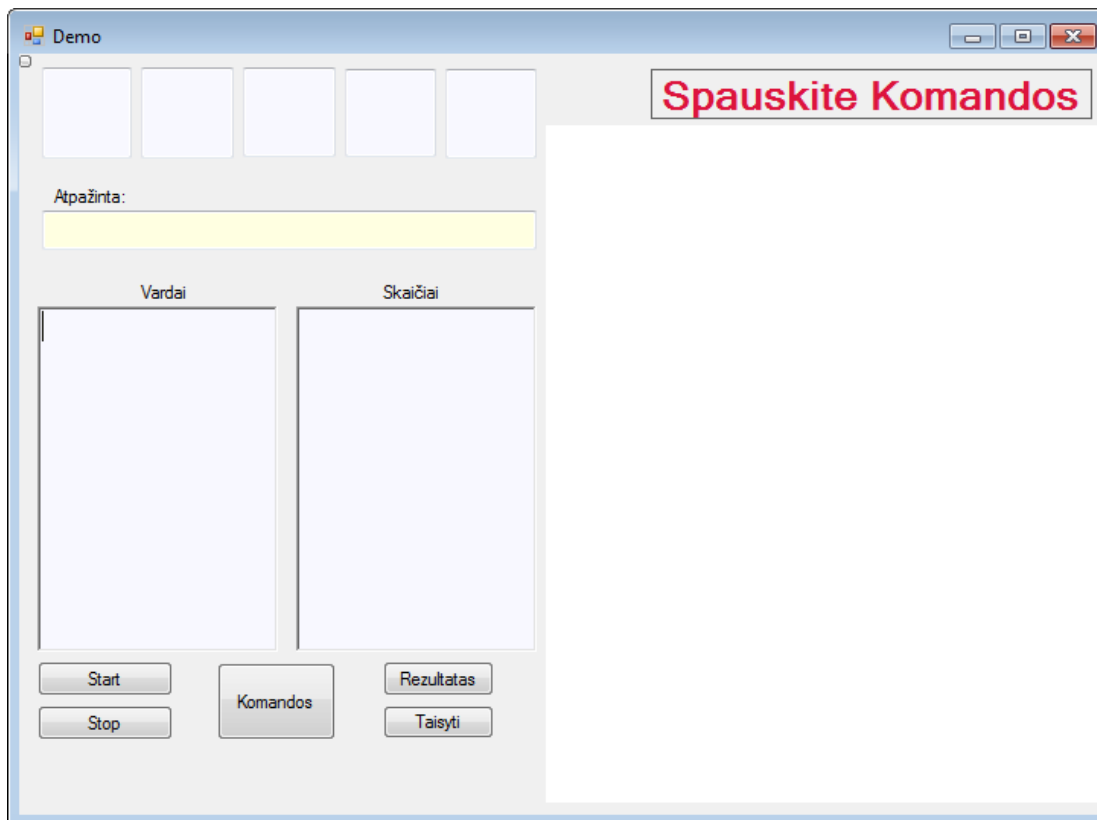 Demo
Spauskite Komandos
Atpažinta:
Vardai
Skaičiai
Start
Stop
Komandos
Rezultatas
Taisyti